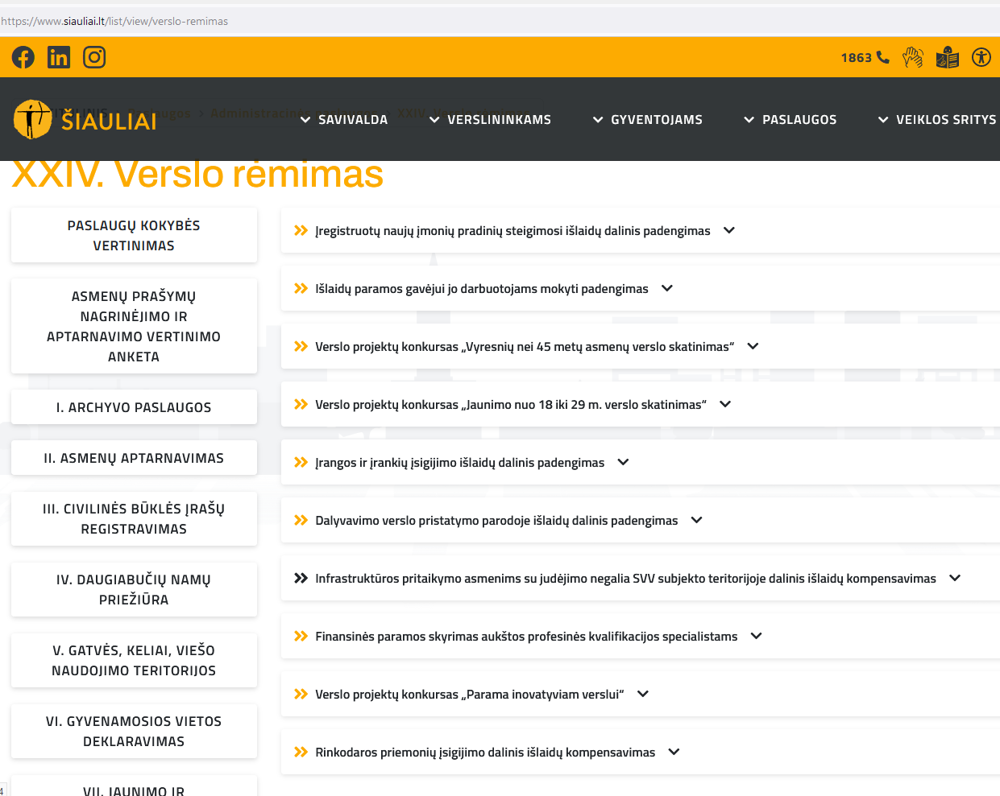 https://www.siauliai.lt/list/view/verslo-remimas
1863
ŠIAULIAI
SAVIVALDA
VERSLININKAMS
GYVENTOJAMS
PASLAUGOS
VEIKLOS SRITYS
Administracinės paslaugos
XXIV. Verslo rėmimas
XXIV. Verslo rėmimas
PASLAUGŲ KOKYBĖS
VERTINIMAS
ASMENŲ PRAŠYMŲ
NAGRINĖJIMO IR
APTARNAVIMO VERTINIMO
ANKETA
I. ARCHYVO PASLAUGOS
II. ASMENŲ APTARNAVIMAS
III. CIVILINĖS BŪKLĖS ĮRAŠŲ
REGISTRAVIMAS
IV. DAUGIABUČIŲ NAMŲ
PRIEŽIŪRA
V. GATVĖS, KELIAI, VIEŠO
NAUDOJIMO TERITORIJOS
VI. GYVENAMOSIOS VIETOS
DEKLARAVIMAS
VII. JAUNIMO IR
Įregistruotų naujų įmonių pradinių steigimosi išlaidų dalinis padengimas
Išlaidų paramos gavėjui jo darbuotojams mokyti padengimas
Verslo projektų konkursas „Vyresnių nei 45 metų asmenų verslo skatinimas“
Verslo projektų konkursas „Jaunimo nuo 18 iki 29 m. verslo skatinimas“
Įrangos ir įrankių įsigijimo išlaidų dalinis padengimas
Dalyvavimo verslo pristatymo parodoje išlaidų dalinis padengimas
Infrastruktūros pritaikymo asmenims su judėjimo negalia SVV subjekto teritorijoje dalinis išlaidų kompensavimas
Finansinės paramos skyrimas aukštos profesinės kvalifikacijos specialistams
Verslo projektų konkursas „Parama inovatyviam verslui“
Rinkodaros priemonių įsigijimo dalinis išlaidų kompensavimas